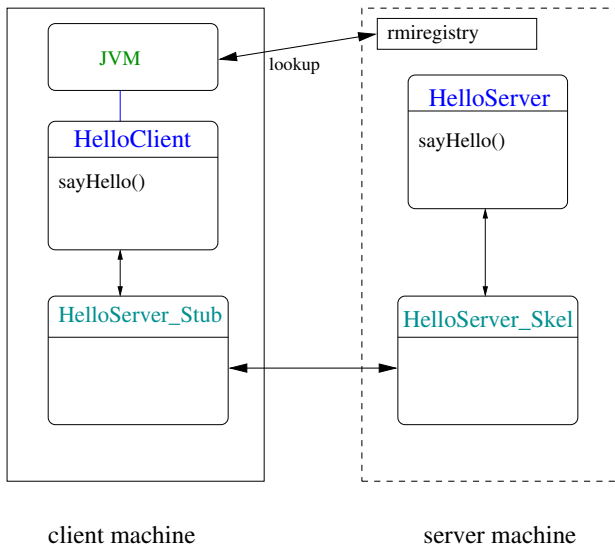 JVM
lookup
rmiregistry
HelloClient
sayHello()
HelloServer
sayHello()
HelloServer_Stub
HelloServer_Skel
client machine
server machine